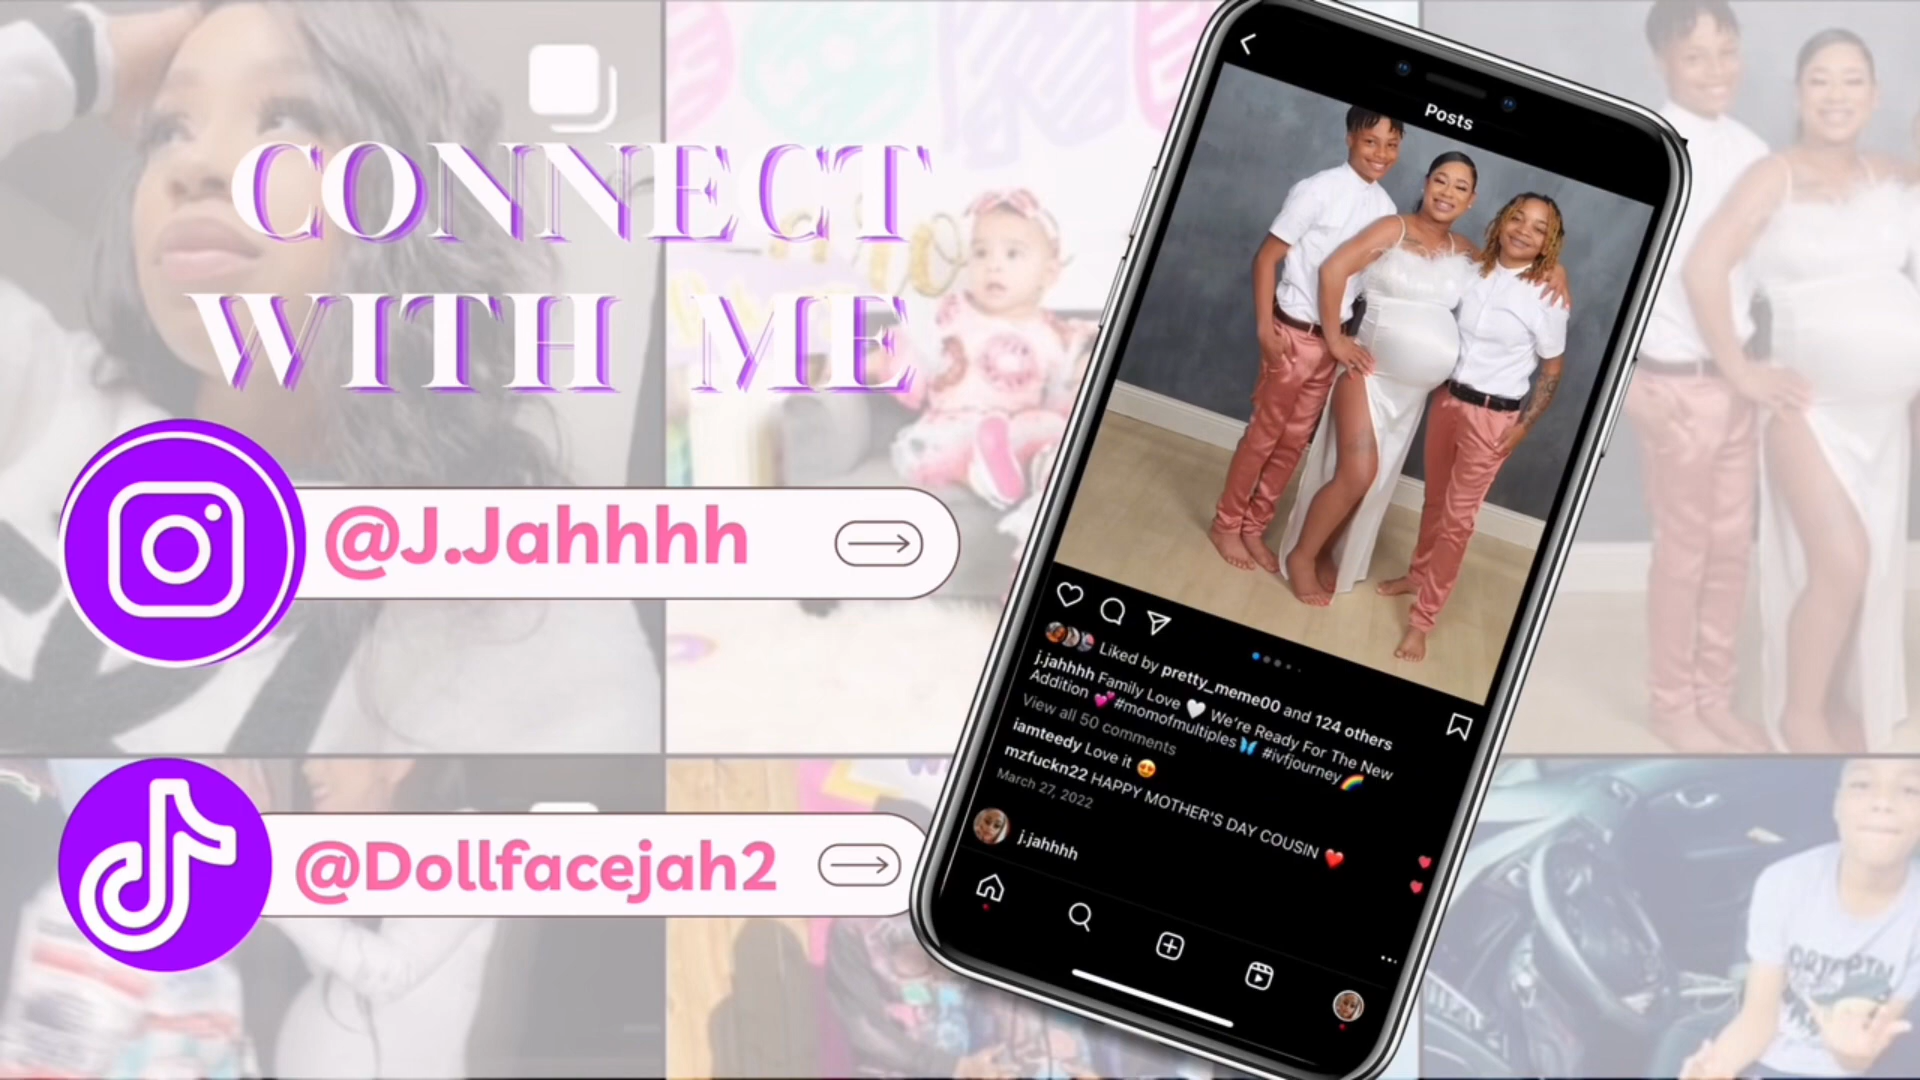 CONNECT
WITH ME
@J.Jahhhh
@Dollfacejah2
Posts
Liked by pretty_meme00 and 124 others
j.jahhhh Family Love 🤍 We're Ready For The New
Addition 💕#momofmultiples🦋 #ivfjourney🌈
View all 50 comments
iamteedy Love it 😍
mzfuckn22 HAPPY MOTHER'S DAY COUSIN ❤️
March 27, 2022
j.jahhhh